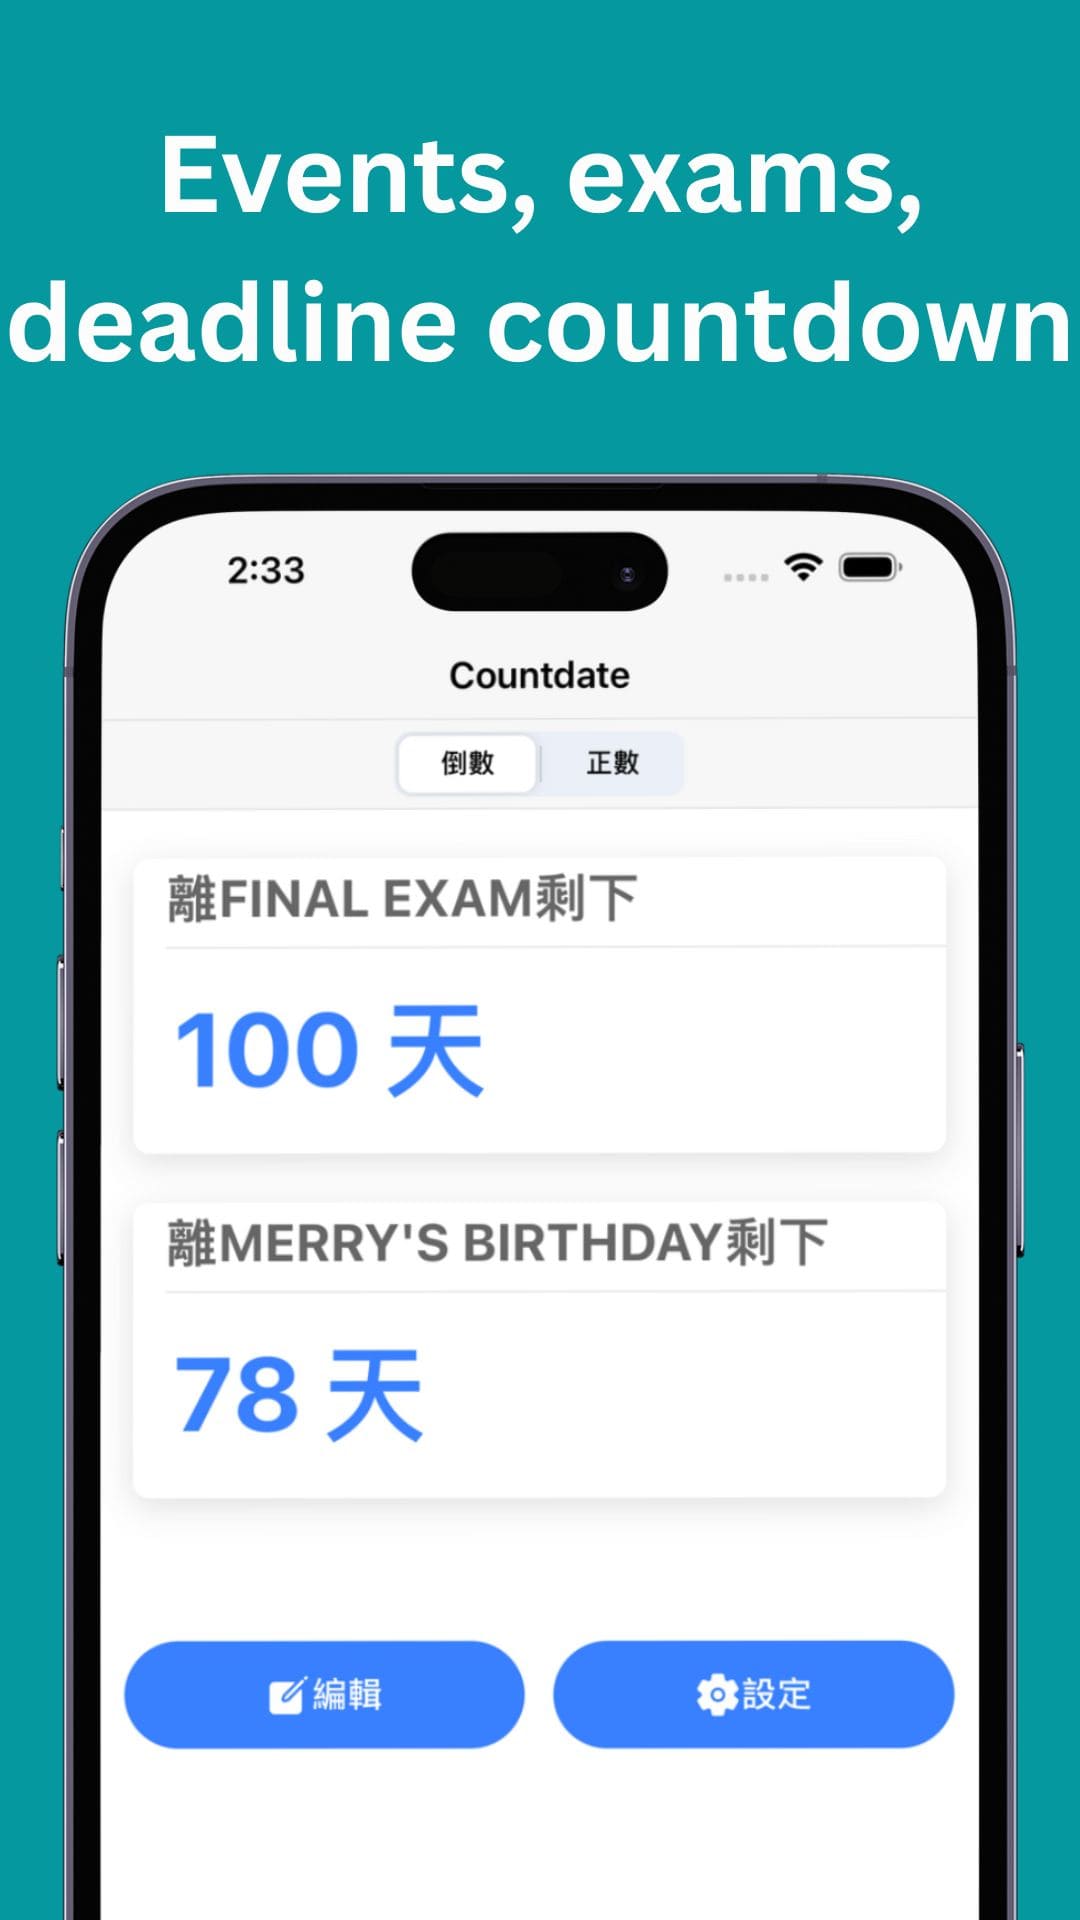 Events, exams,
deadline countdown
2:33
Countdate
倒數
正數
離FINAL EXAM剩下
100 天
離MERRY'S BIRTHDAY剩下
78 天
編輯
設定